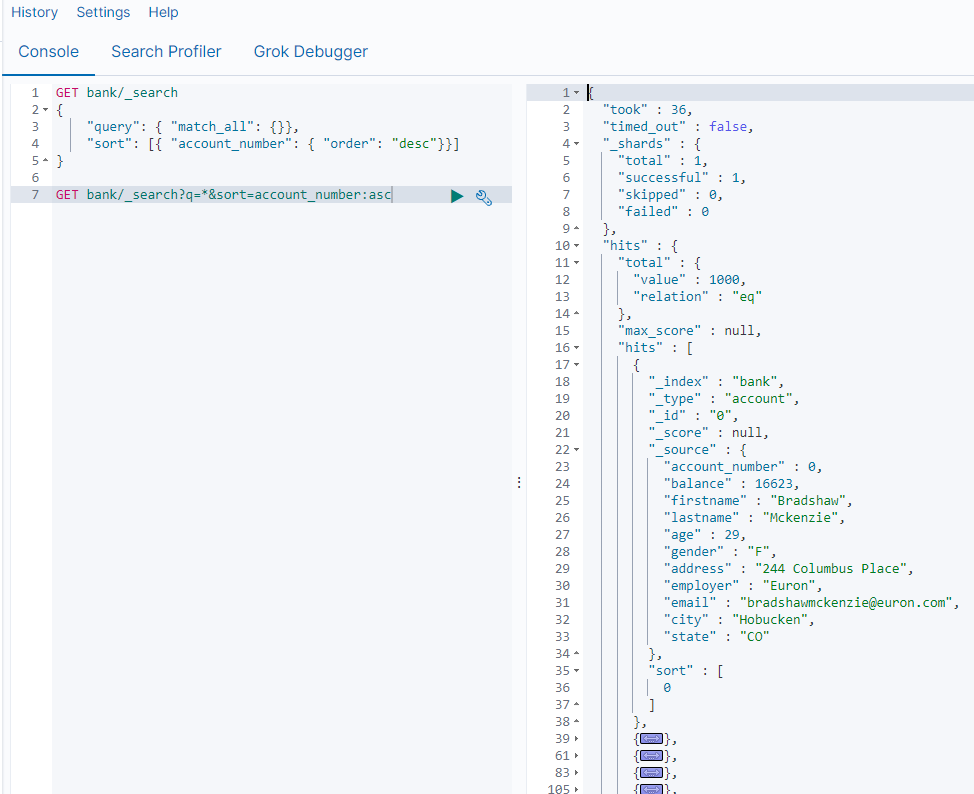 History Settings Help
Console Search Profiler Grok Debugger
1 GET bank/_search
2 {
3 "query": { "match_all": {}},
4 "sort": [{ "account_number": { "order": "desc"}}]
5 }
6
7 GET bank/_search?q=*&sort=account_number:asc
1 {
2 "took" : 36,
3 "timed_out" : false,
4 "_shards" : {
5 "total" : 1,
6 "successful" : 1,
7 "skipped" : 0,
8 "failed" : 0
9 },
10 "hits" : {
11 "total" : {
12 "value" : 1000,
13 "relation" : "eq"
14 },
15 "max_score" : null,
16 "hits" : [
17 {
18 "_index" : "bank",
19 "_type" : "account",
20 "_id" : "0",
21 "_score" : null,
22 "_source" : {
23 "account_number" : 0,
24 "balance" : 16623,
25 "firstname" : "Bradshaw",
26 "lastname" : "Mckenzie",
27 "age" : 29,
28 "gender" : "F",
29 "address" : "244 Columbus Place",
30 "employer" : "Euron",
31 "email" : "bradshawmckenzie@euron.com",
32 "city" : "Hobucken",
33 "state" : "CO"
34 },
35 "sort" : [
36 0
37 ]
38 },
39 {},
61 {},
83 {},
105 {},